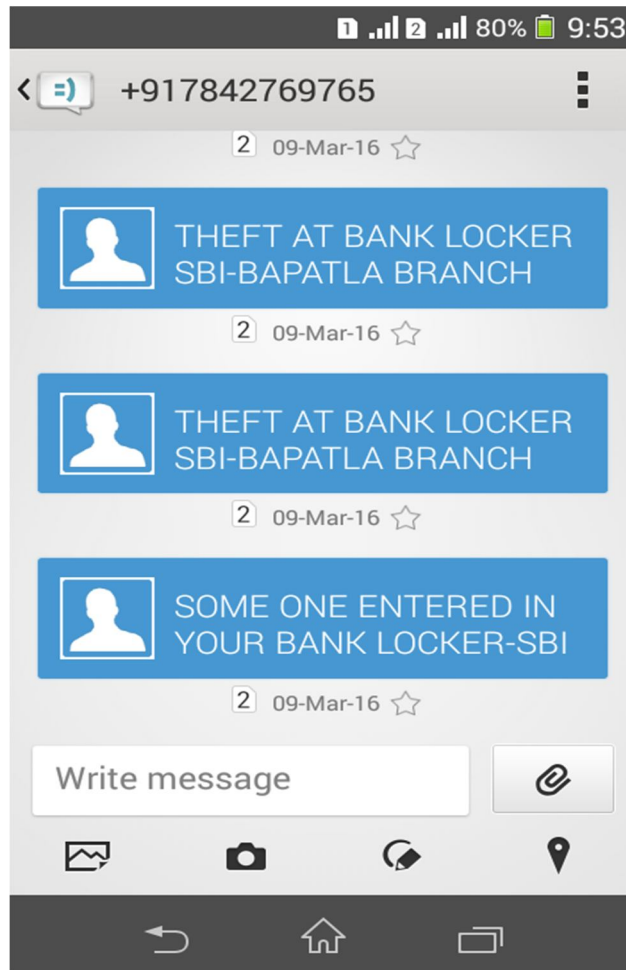 1 2 80% 9:53
+917842769765
2 09-Mar-16
THEFT AT BANK LOCKER
SBI-BAPATLA BRANCH
2 09-Mar-16
THEFT AT BANK LOCKER
SBI-BAPATLA BRANCH
2 09-Mar-16
SOME ONE ENTERED IN
YOUR BANK LOCKER-SBI
2 09-Mar-16
Write message